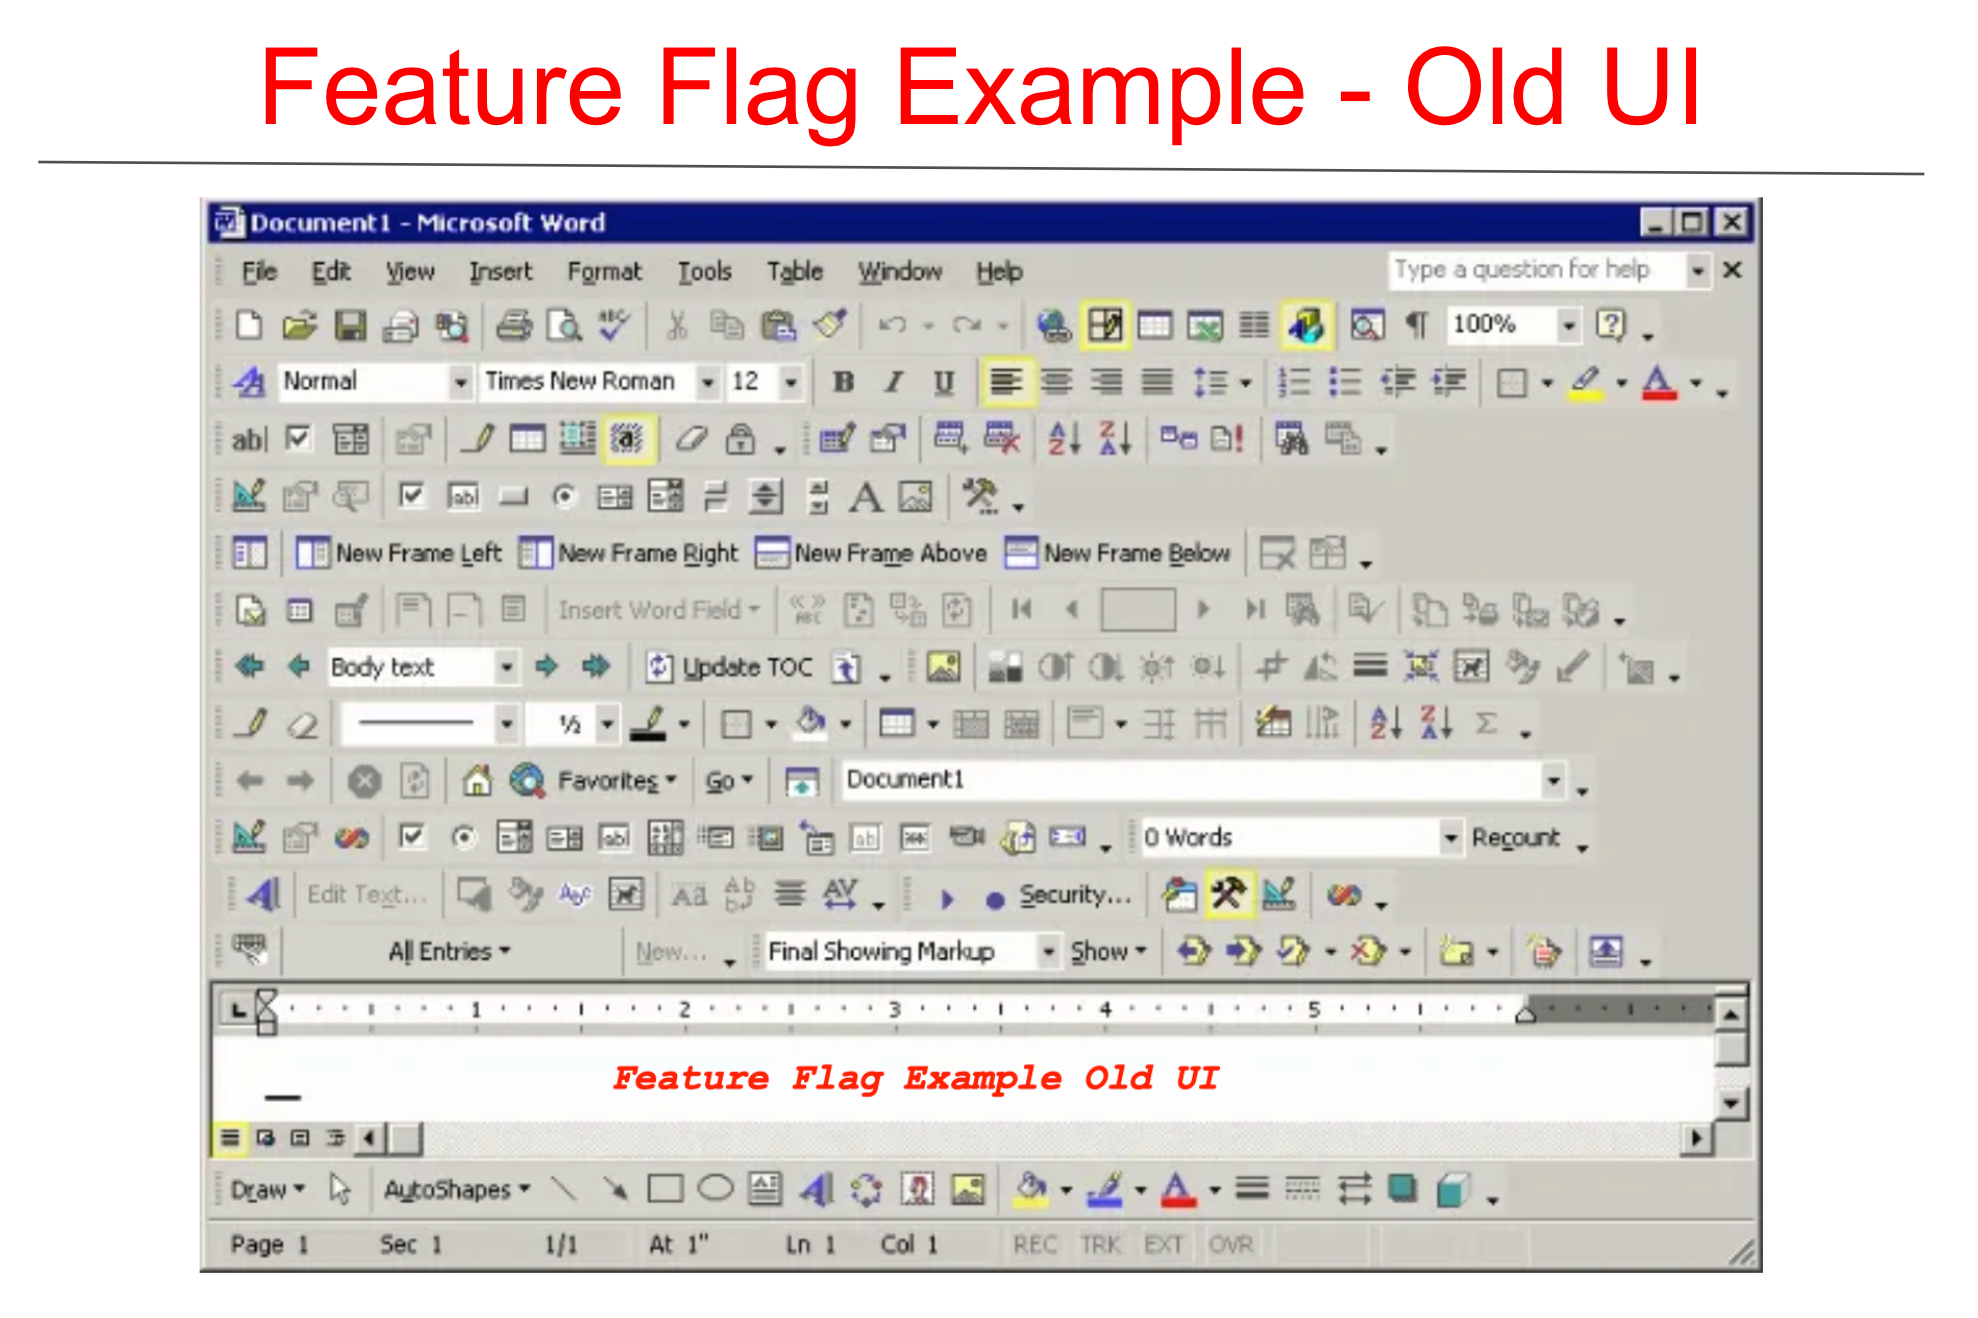 Feature Flag Example - Old UI
Document1 - Microsoft Word
File Edit View Insert Format Tools Table Window Help Type a question for help
100%
Normal Times New Roman 12 B I U
ab|
A
New Frame Left New Frame Right New Frame Above New Frame Below
Insert Word Field
Body text Update TOC
½
Favorites Go Document1
0 Words Recount
Edit Text... Security...
All Entries New... Final Showing Markup Show
1 2 3 4 5
Feature Flag Example Old UI
Draw AutoShapes
Page 1 Sec 1 1/1 At 1" Ln 1 Col 1 REC TRK EXT OVR